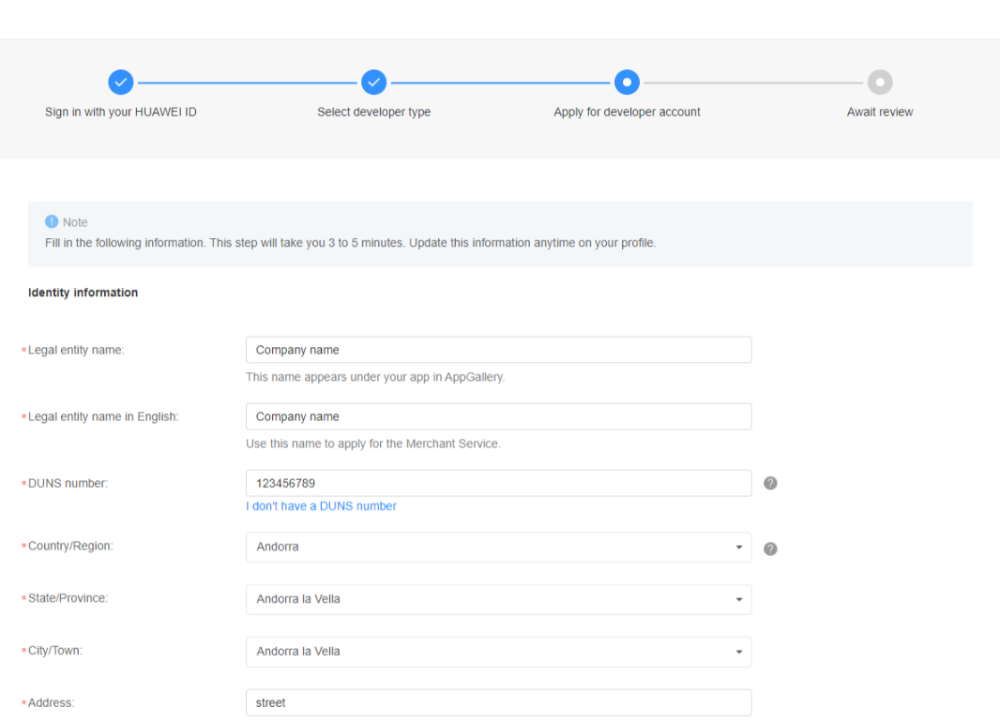 Sign in with your HUAWEI ID
Select developer type
Apply for developer account
Await review
! Note
Fill in the following information. This step will take you 3 to 5 minutes. Update this information anytime on your profile.
Identity information
* Legal entity name:
Company name
This name appears under your app in AppGallery.
* Legal entity name in English:
Company name
Use this name to apply for the Merchant Service.
* DUNS number:
123456789
?
I don't have a DUNS number
* Country/Region:
Andorra
?
* State/Province:
Andorra la Vella
* City/Town:
Andorra la Vella
* Address:
street